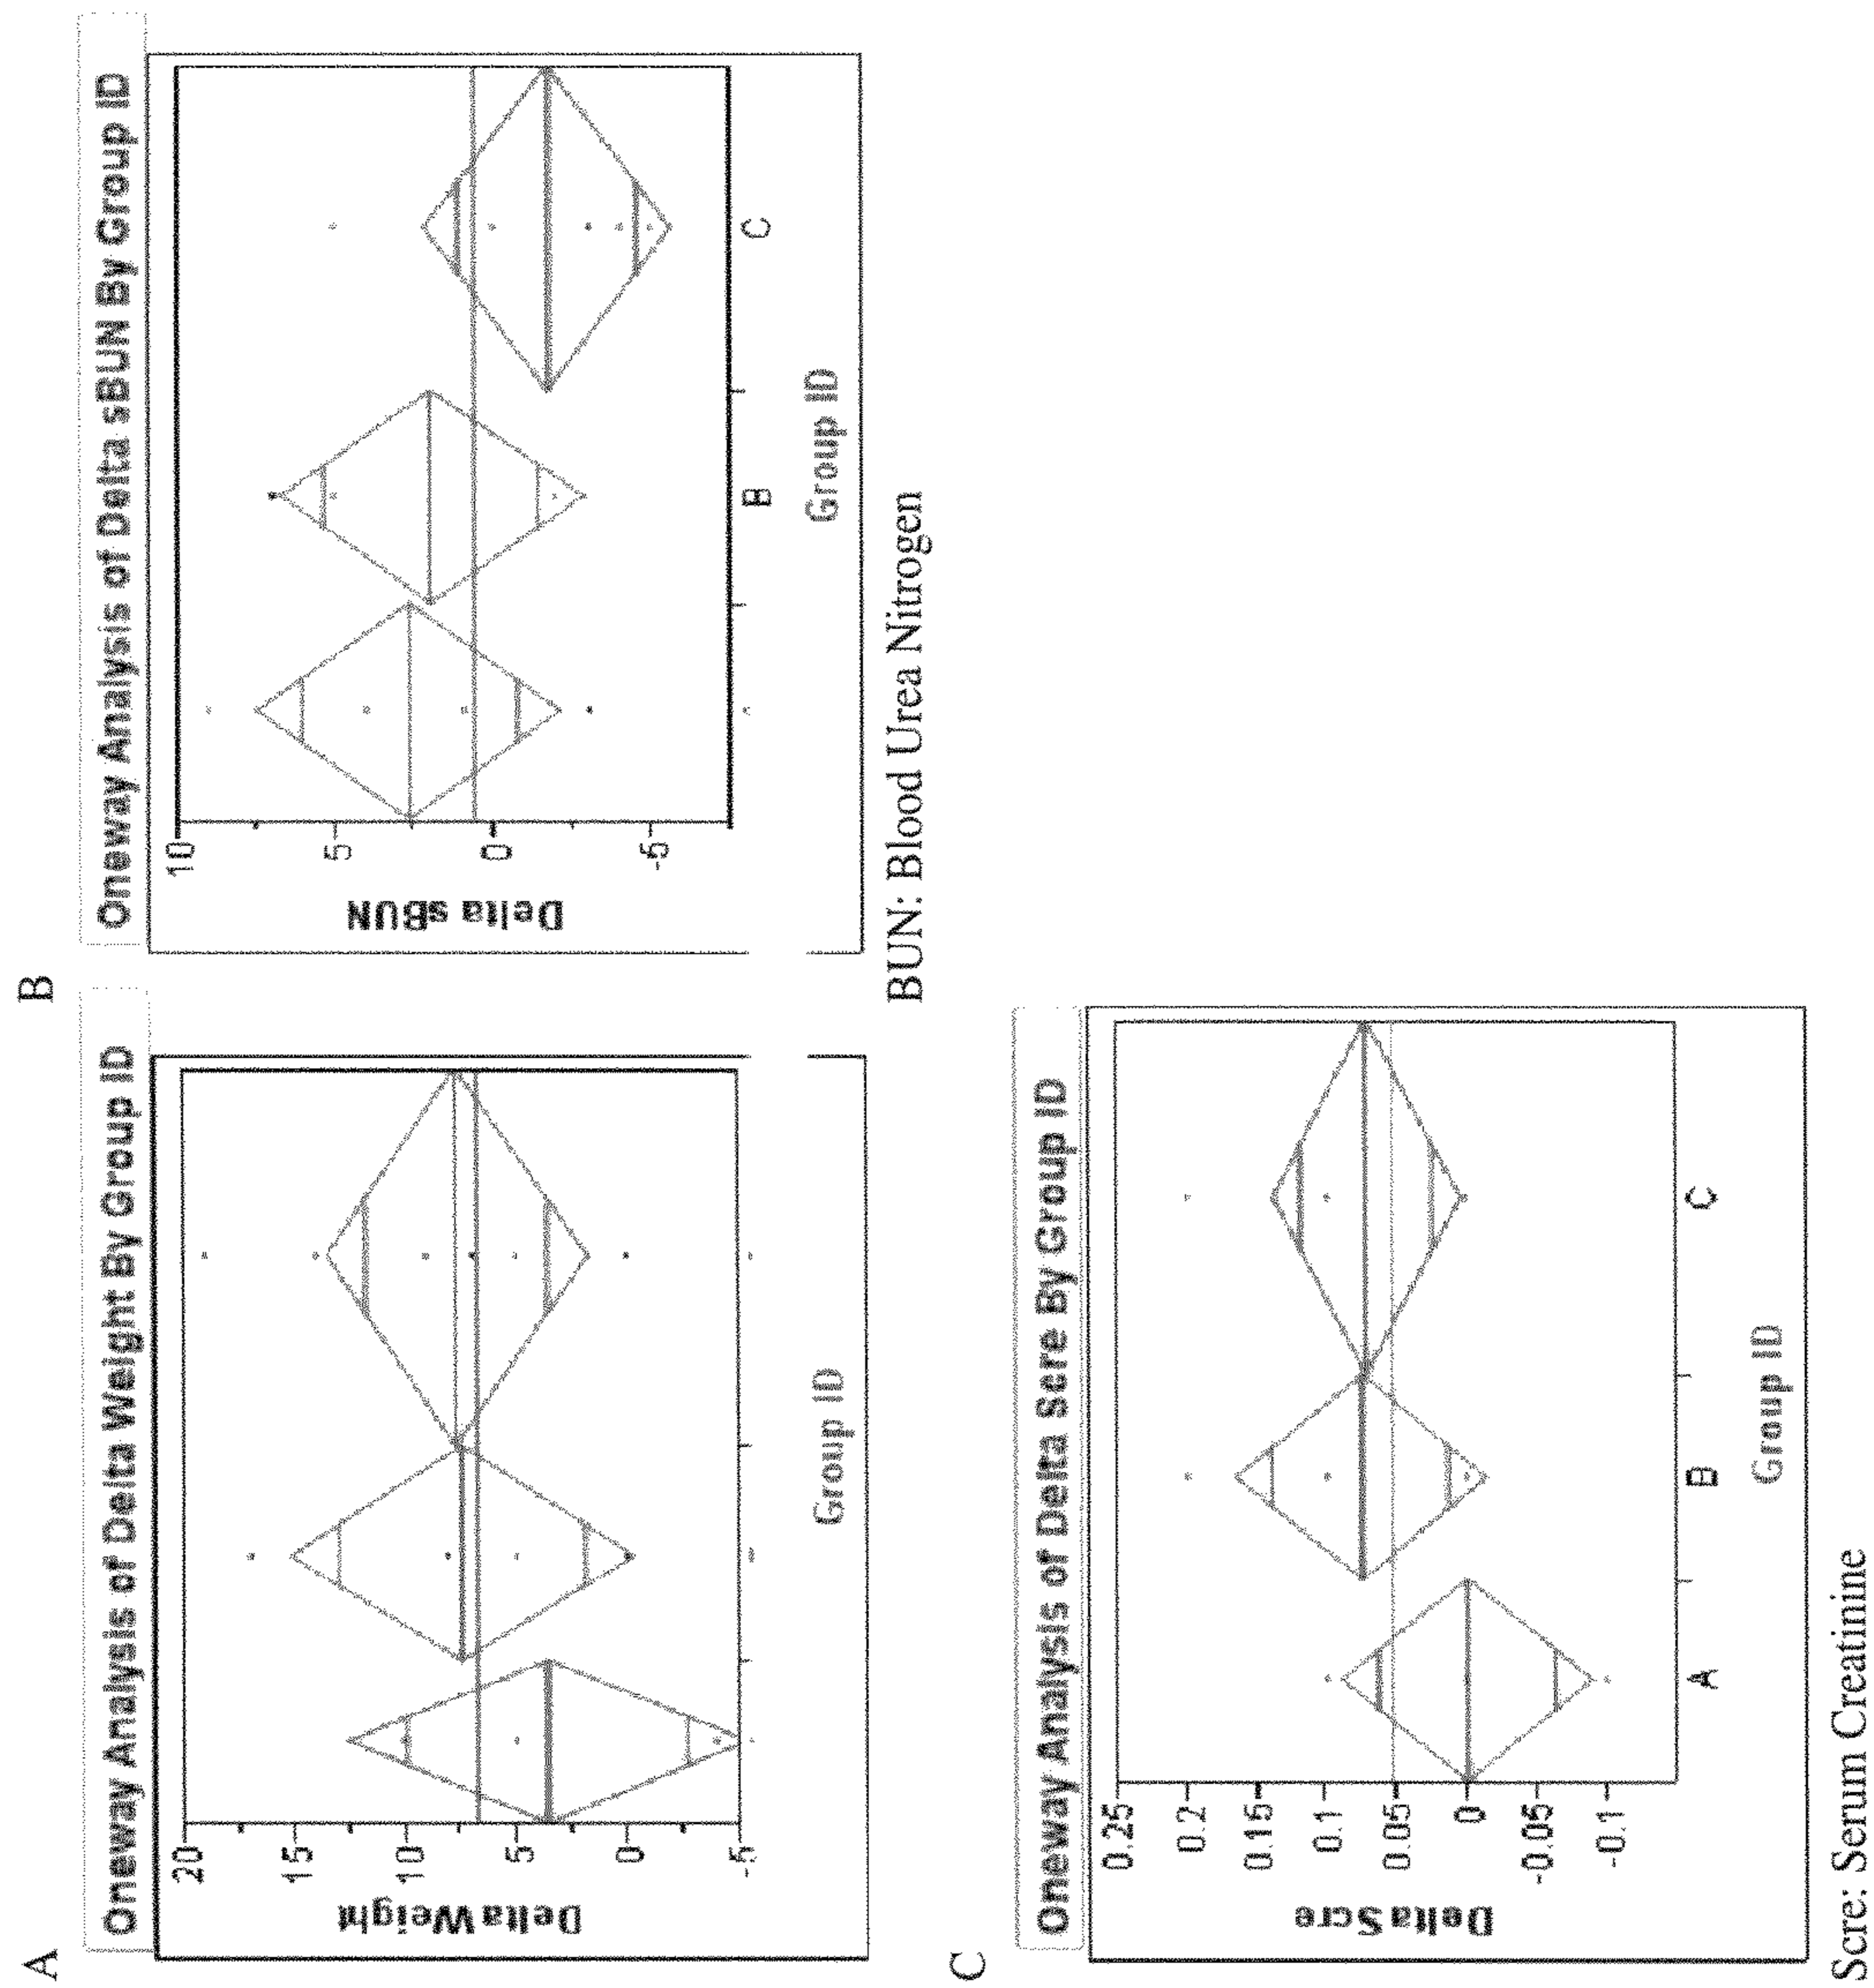 A
Oneway Analysis of Delta Weight By Group ID
Delta Weight
20
15
10
5
0
-5
Group ID
B
Oneway Analysis of Delta sBUN By Group ID
Delta sBUN
10
5
0
-5
B
C
Group ID
BUN: Blood Urea Nitrogen
C
Oneway Analysis of Delta Scre By Group ID
Delta Scre
0.25
0.2
0.15
0.1
0.05
0
-0.05
-0.1
A
B
C
Group ID
Scre: Serum Creatinine